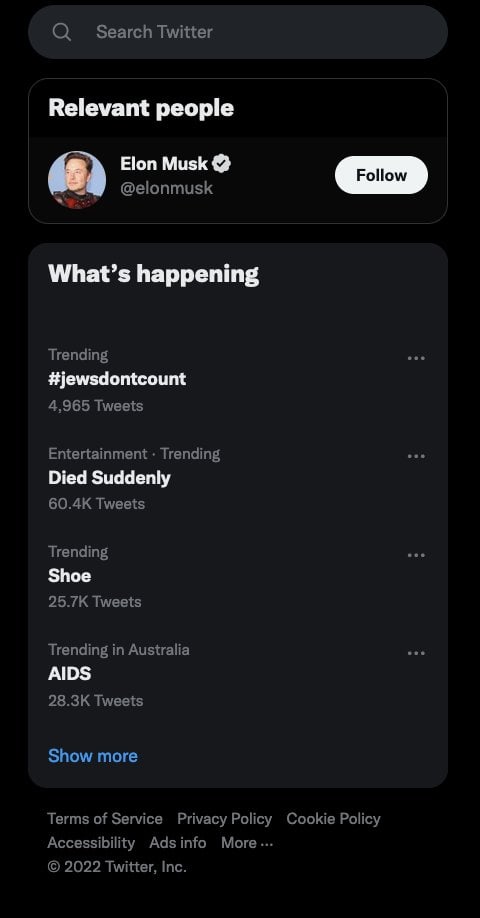 Search Twitter
Relevant people
Elon Musk
@elonmusk
Follow
What’s happening
Trending
#jewsdontcount
4,965 Tweets
Entertainment · Trending
Died Suddenly
60.4K Tweets
Trending
Shoe
25.7K Tweets
Trending in Australia
AIDS
28.3K Tweets
Show more
Terms of Service Privacy Policy Cookie Policy
Accessibility Ads info More ···
© 2022 Twitter, Inc.